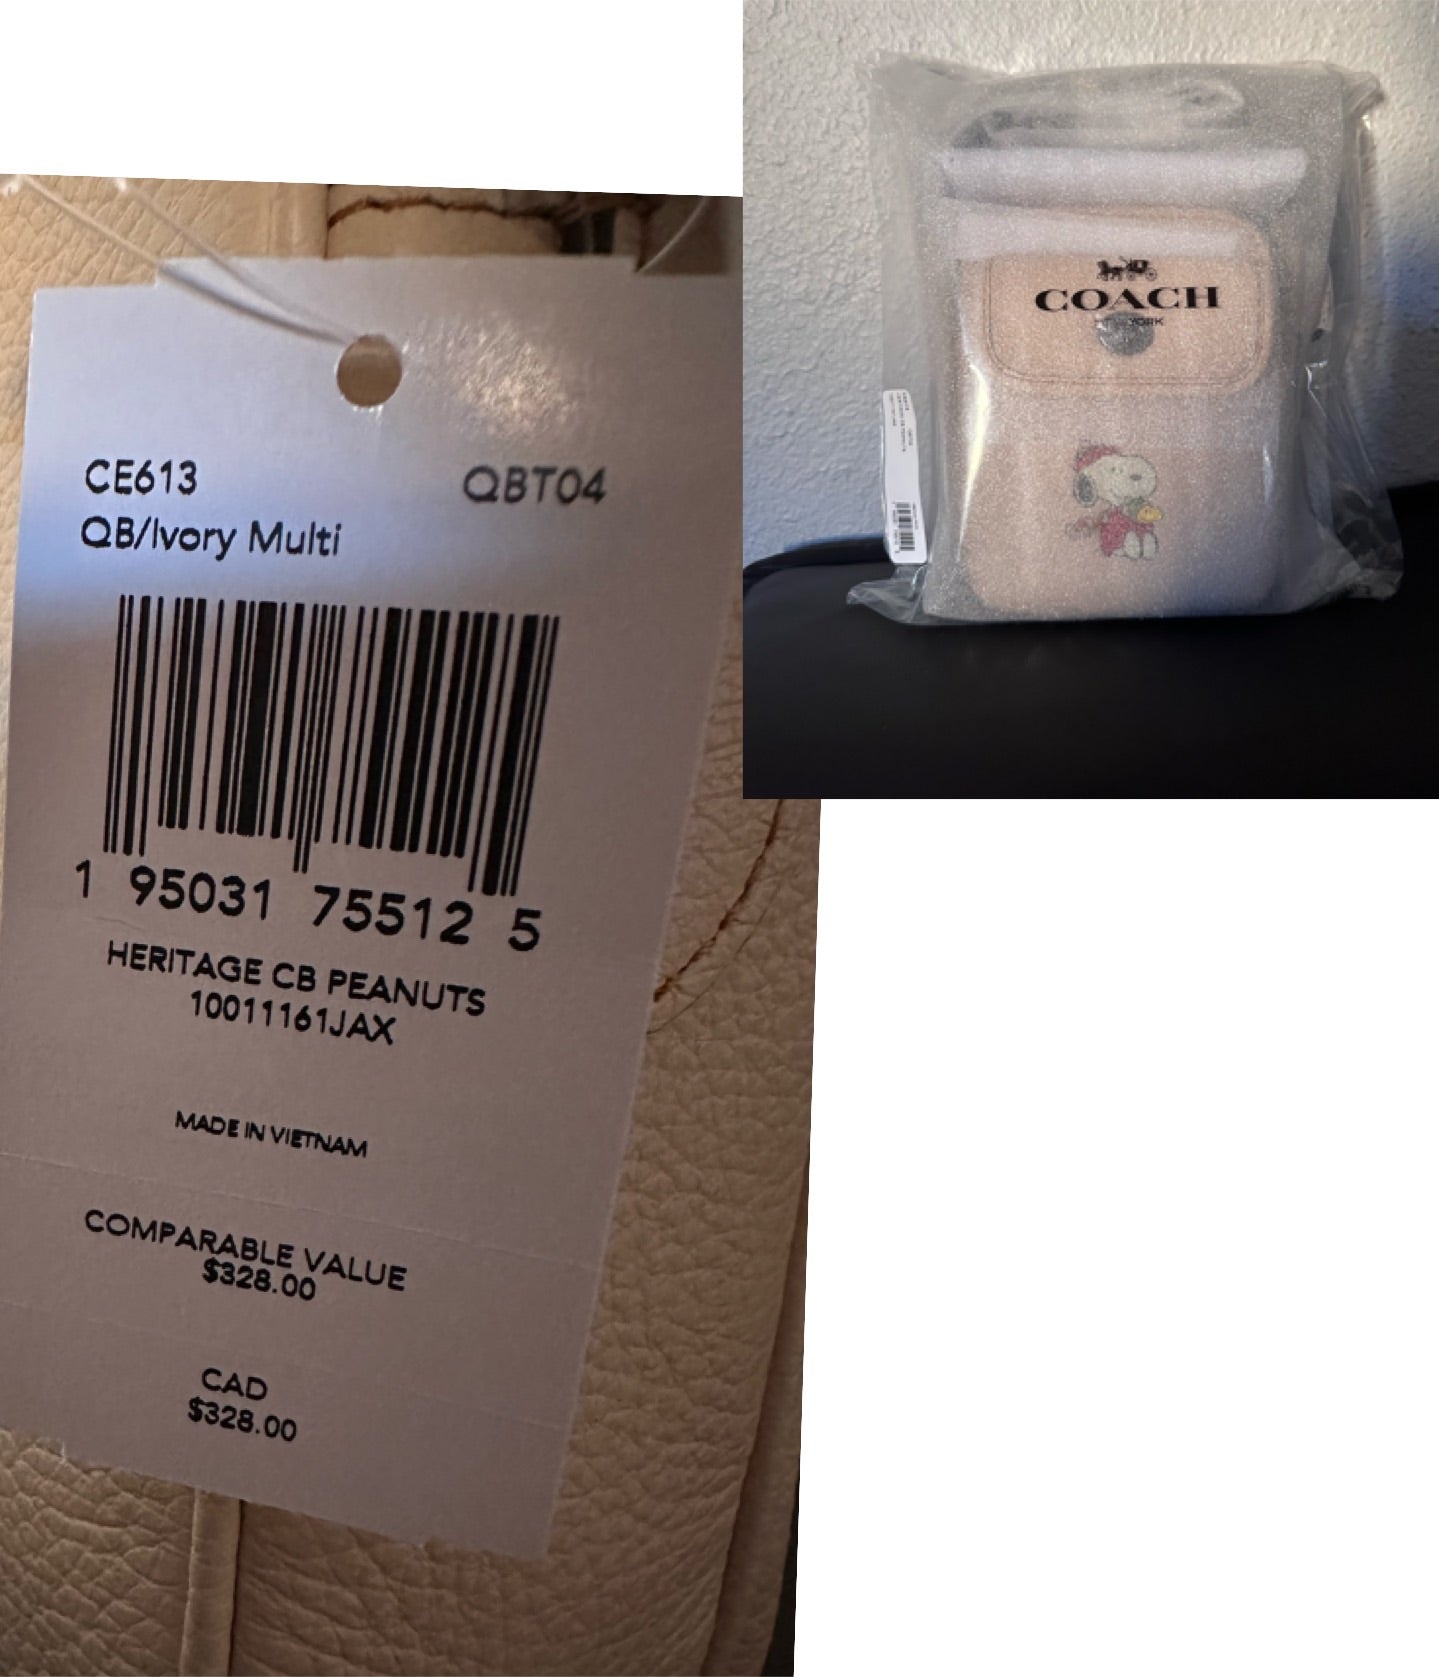 CE613 QBT04
QB/Ivory Multi
1 95031 75512 5
HERITAGE CB PEANUTS
10011161JAX
MADE IN VIETNAM
COMPARABLE VALUE
$328.00
CAD
$328.00
COACH
YORK